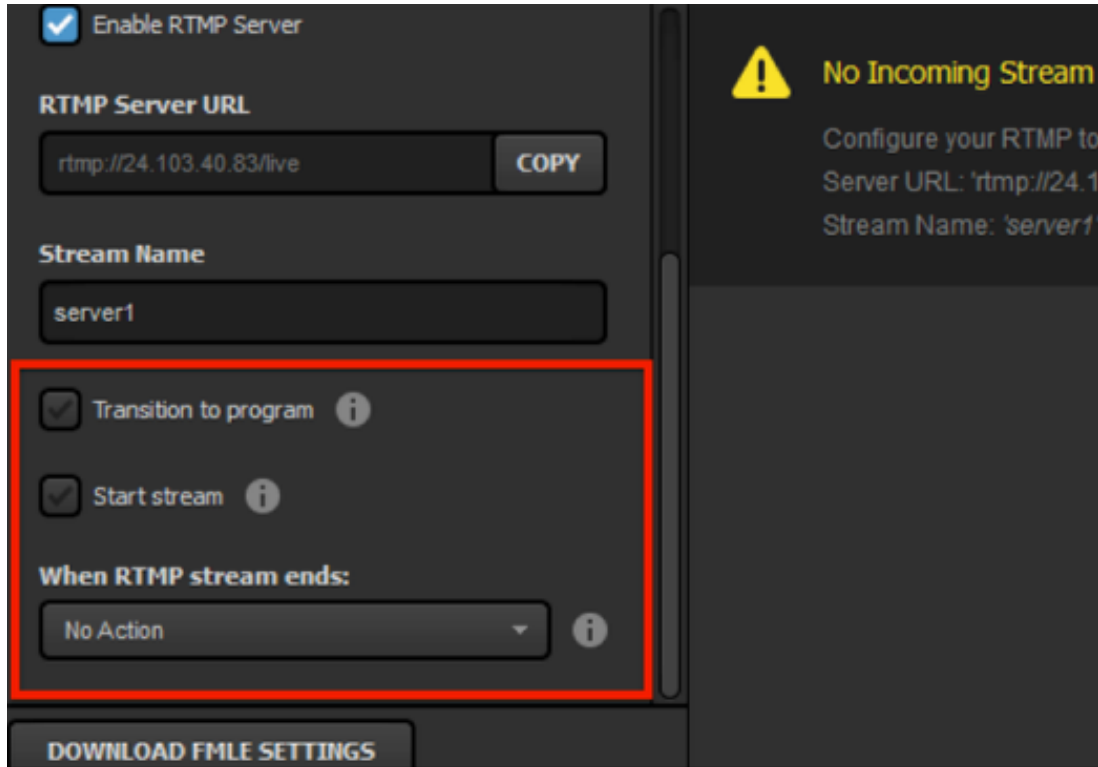 Enable RTMP Server
RTMP Server URL
rtmp://24.103.40.83/live
COPY
Stream Name
server1
Transition to program
Start stream
When RTMP stream ends:
No Action
DOWNLOAD FMLE SETTINGS
No Incoming Stream
Configure your RTMP to
Server URL: 'rtmp://24.1
Stream Name: 'server1'